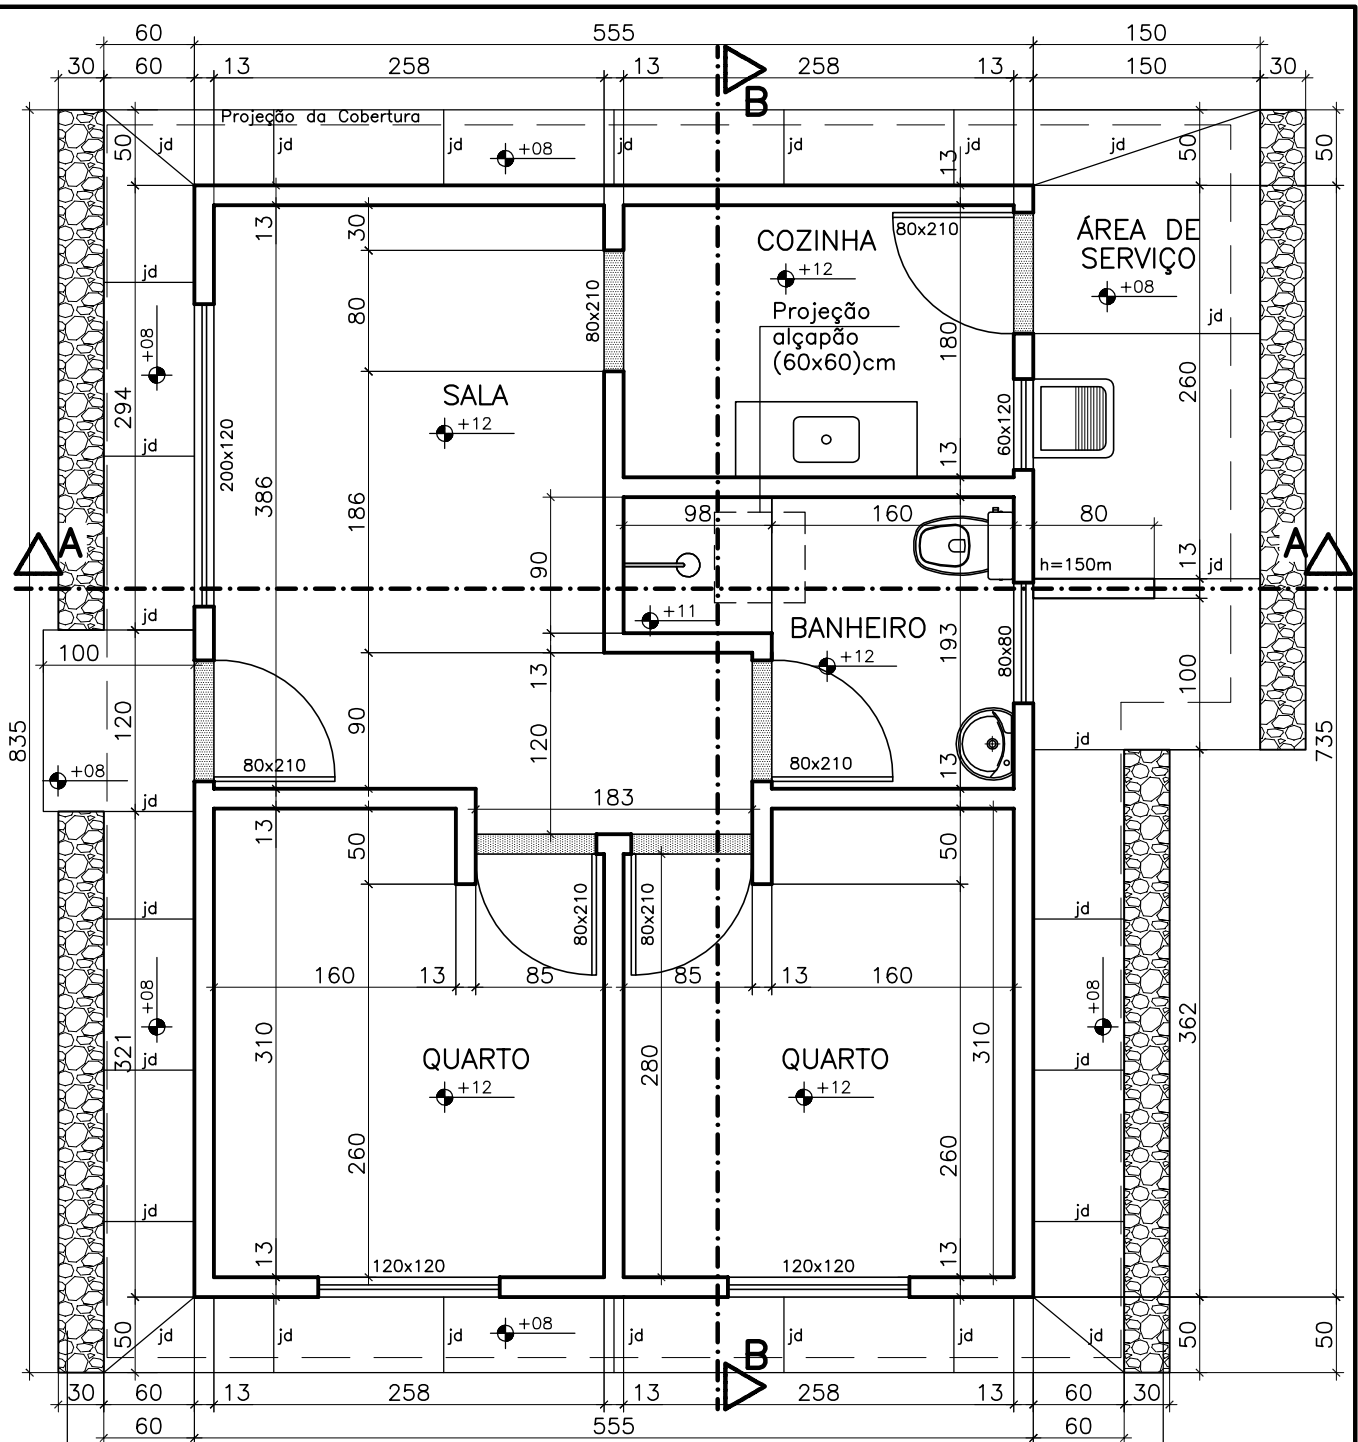 60 555 150
30 60 13 258 13 258 13 150 30
B
Projeção da Cobertura
jd jd jd jd jd jd
+08
50 13 50 50
13 30
COZINHA
80x210
ÁREA DE
SERVIÇO
+12
+08
Projeção
alçapão
(60x60)cm
80 80x210 180
jd
jd
+08
294
SALA
+12
260
200x120
60x120
jd
386 186 13
98 160 80
A A
90 13
h=150m
jd
+11
jd
BANHEIRO
+12
193 80x80
100
13
100
120 90 120
835 735
+08
80x210 80x210
13
jd
jd
183
13 50 50
80x210 80x210
jd jd
160 13 85 85 13 160
+08 +08
321 310 280 310 362
QUARTO QUARTO
+12 +12
jd jd
260 260
jd jd
13 13
120x120 120x120
+08
50 50 50
jd jd jd jd jd jd jd
B
30 60 13 258 13 258 13 60 30
60 555 60